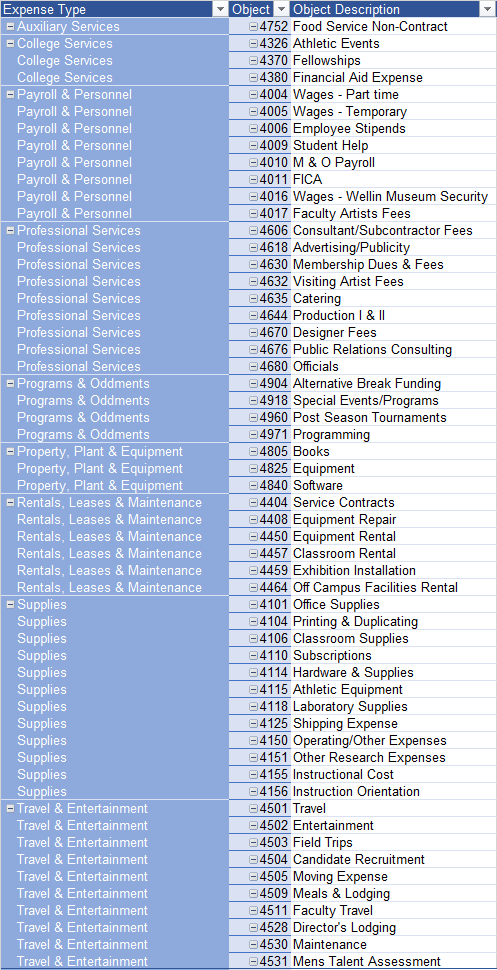 Expense Type Object Object Description
Auxiliary Services 4752 Food Service Non-Contract
College Services 4326 Athletic Events
College Services 4370 Fellowships
College Services 4380 Financial Aid Expense
Payroll & Personnel 4004 Wages - Part time
Payroll & Personnel 4005 Wages - Temporary
Payroll & Personnel 4006 Employee Stipends
Payroll & Personnel 4009 Student Help
Payroll & Personnel 4010 M & O Payroll
Payroll & Personnel 4011 FICA
Payroll & Personnel 4016 Wages - Wellin Museum Security
Payroll & Personnel 4017 Faculty Artists Fees
Professional Services 4606 Consultant/Subcontractor Fees
Professional Services 4618 Advertising/Publicity
Professional Services 4630 Membership Dues & Fees
Professional Services 4632 Visiting Artist Fees
Professional Services 4635 Catering
Professional Services 4644 Production I & II
Professional Services 4670 Designer Fees
Professional Services 4676 Public Relations Consulting
Professional Services 4680 Officials
Programs & Oddments 4904 Alternative Break Funding
Programs & Oddments 4918 Special Events/Programs
Programs & Oddments 4960 Post Season Tournaments
Programs & Oddments 4971 Programming
Property, Plant & Equipment 4805 Books
Property, Plant & Equipment 4825 Equipment
Property, Plant & Equipment 4840 Software
Rentals, Leases & Maintenance 4404 Service Contracts
Rentals, Leases & Maintenance 4408 Equipment Repair
Rentals, Leases & Maintenance 4450 Equipment Rental
Rentals, Leases & Maintenance 4457 Classroom Rental
Rentals, Leases & Maintenance 4459 Exhibition Installation
Rentals, Leases & Maintenance 4464 Off Campus Facilities Rental
Supplies 4101 Office Supplies
Supplies 4104 Printing & Duplicating
Supplies 4106 Classroom Supplies
Supplies 4110 Subscriptions
Supplies 4114 Hardware & Supplies
Supplies 4115 Athletic Equipment
Supplies 4118 Laboratory Supplies
Supplies 4125 Shipping Expense
Supplies 4150 Operating/Other Expenses
Supplies 4151 Other Research Expenses
Supplies 4155 Instructional Cost
Supplies 4156 Instruction Orientation
Travel & Entertainment 4501 Travel
Travel & Entertainment 4502 Entertainment
Travel & Entertainment 4503 Field Trips
Travel & Entertainment 4504 Candidate Recruitment
Travel & Entertainment 4505 Moving Expense
Travel & Entertainment 4509 Meals & Lodging
Travel & Entertainment 4511 Faculty Travel
Travel & Entertainment 4528 Director's Lodging
Travel & Entertainment 4530 Maintenance
Travel & Entertainment 4531 Mens Talent Assessment